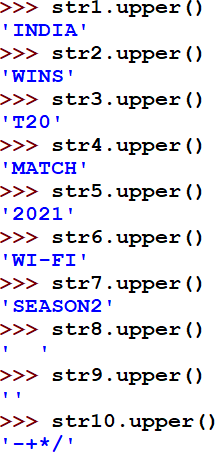 >>> str1.upper()
'INDIA'
>>> str2.upper()
'WINS'
>>> str3.upper()
'T20'
>>> str4.upper()
'MATCH'
>>> str5.upper()
'2021'
>>> str6.upper()
'WI-FI'
>>> str7.upper()
'SEASON2'
>>> str8.upper()
'  '
>>> str9.upper()
''
>>> str10.upper()
'-+*/'